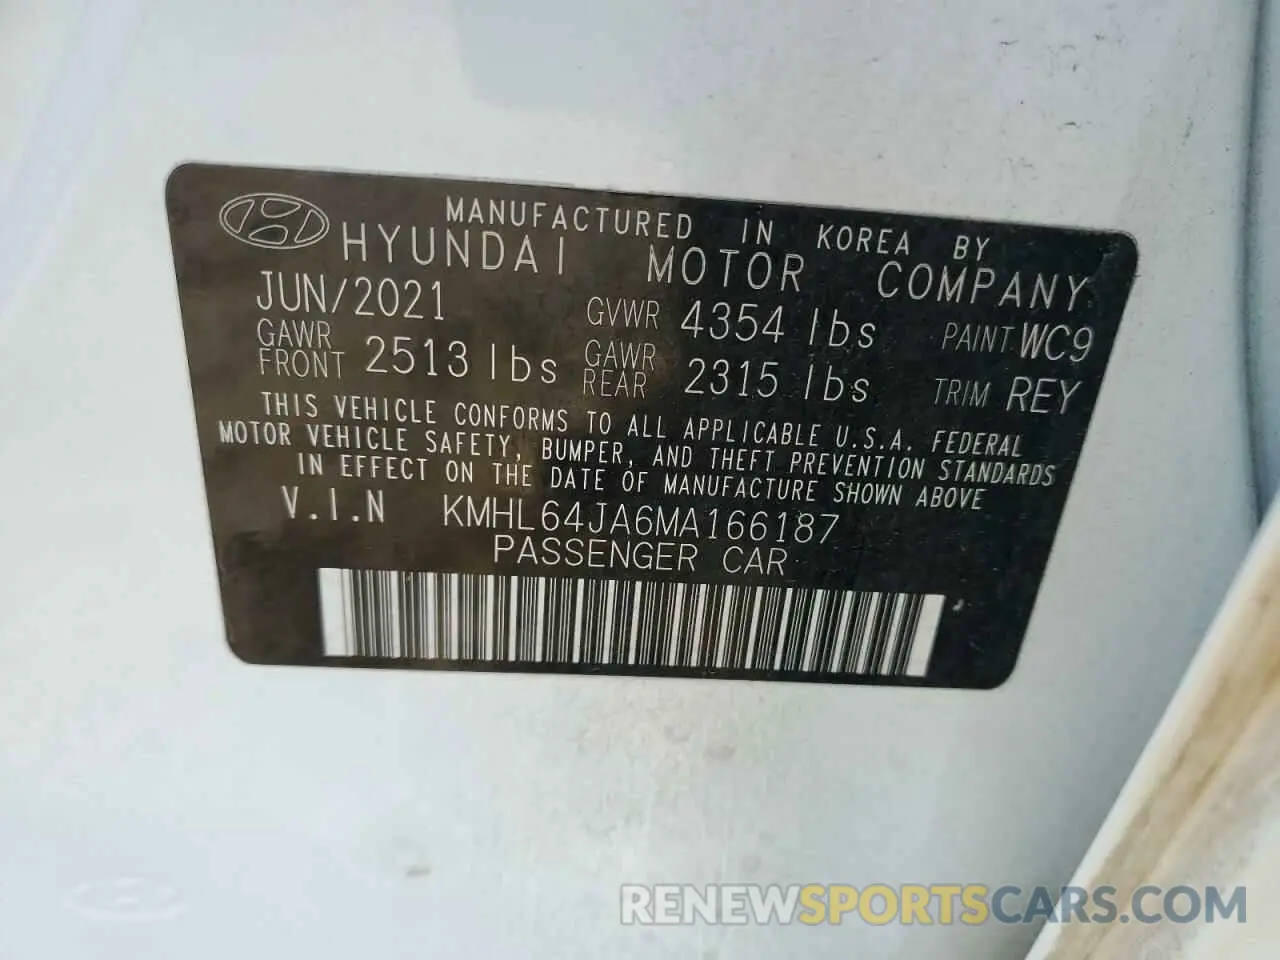 MANUFACTURED IN KOREA BY
HYUNDAI MOTOR COMPANY
JUN/2021 GVWR 4354 lbs PAINT WC9
GAWR FRONT 2513 lbs GAWR REAR 2315 lbs TRIM REY
THIS VEHICLE CONFORMS TO ALL APPLICABLE U.S.A. FEDERAL
MOTOR VEHICLE SAFETY, BUMPER, AND THEFT PREVENTION STANDARDS
IN EFFECT ON THE DATE OF MANUFACTURE SHOWN ABOVE
V.I.N KMHL64JA6MA166187
PASSENGER CAR
RENEWSPORTSCARS.COM